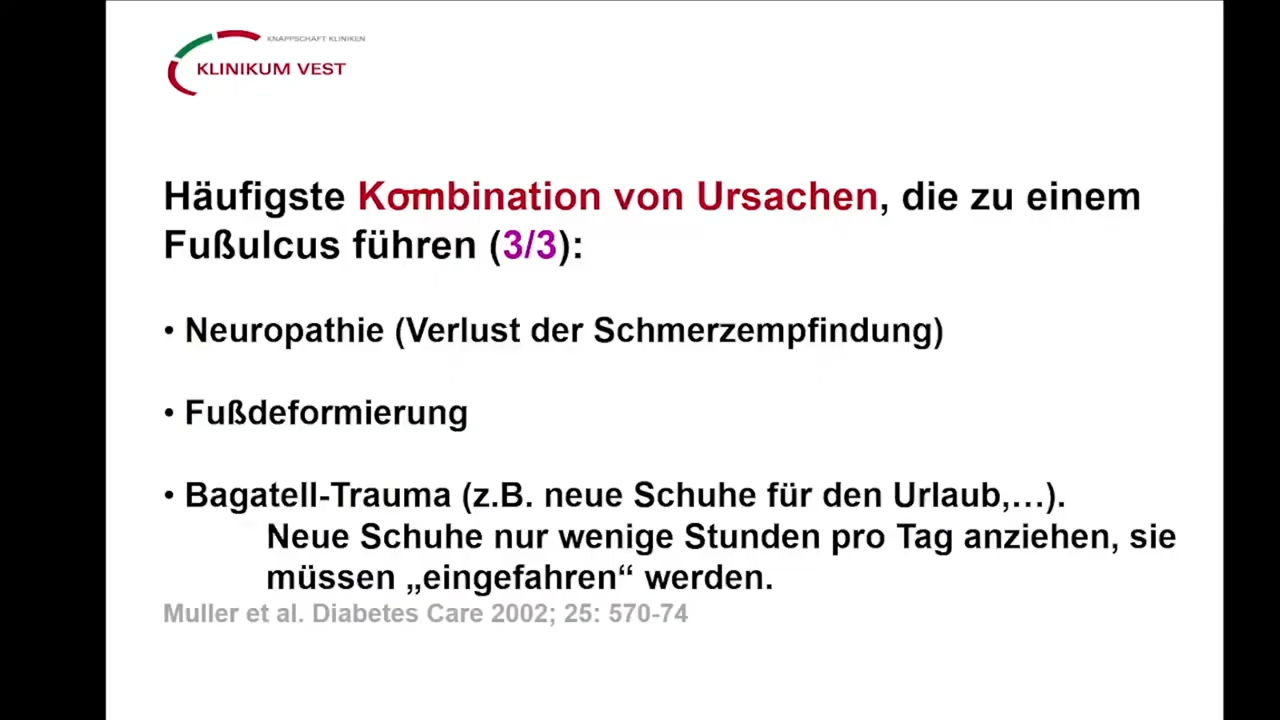 KNAPPSCHAFT KLINIKEN
KLINIKUM VEST
Häufigste Kombination von Ursachen, die zu einem
Fußulcus führen (3/3):
• Neuropathie (Verlust der Schmerzempfindung)
• Fußdeformierung
• Bagatell-Trauma (z.B. neue Schuhe für den Urlaub,…).
Neue Schuhe nur wenige Stunden pro Tag anziehen, sie
müssen „eingefahren“ werden.
Muller et al. Diabetes Care 2002; 25: 570-74